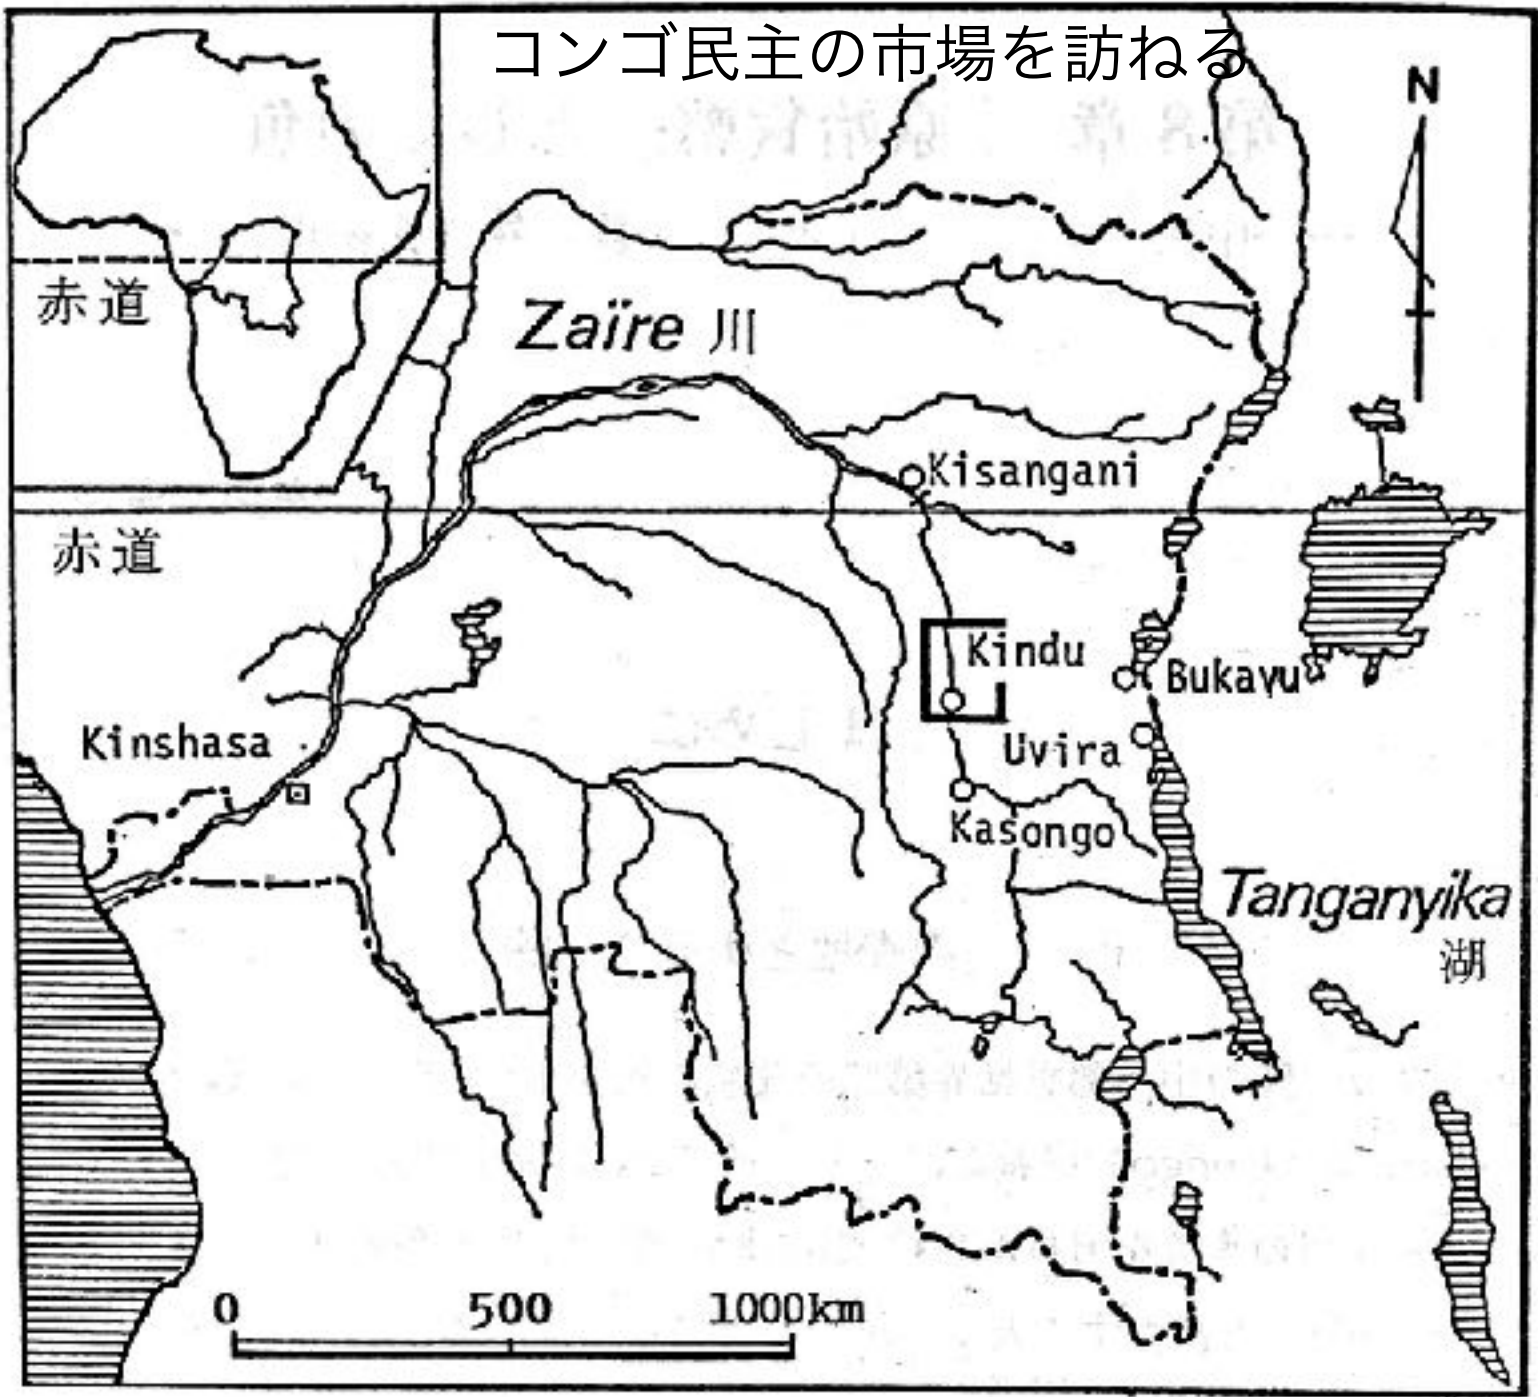 コンゴ民主の市場を訪ねる
N
赤道
Zaïre 川
Kisangani
赤道
Kindu
Bukavu
Kinshasa
Uvira
Kasongo
Tanganyika
湖
0 500 1000km